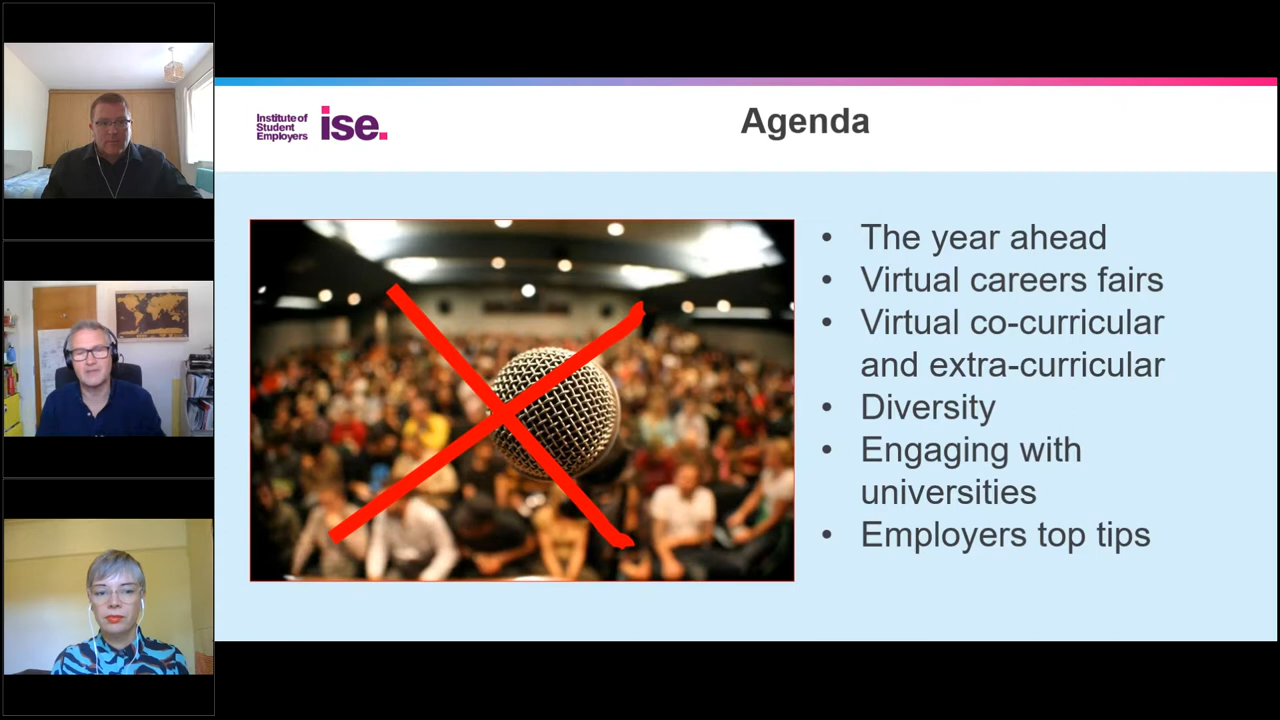 Institute of
Student
Employers
ise.
Agenda
• The year ahead
• Virtual careers fairs
• Virtual co-curricular
and extra-curricular
• Diversity
• Engaging with
universities
• Employers top tips